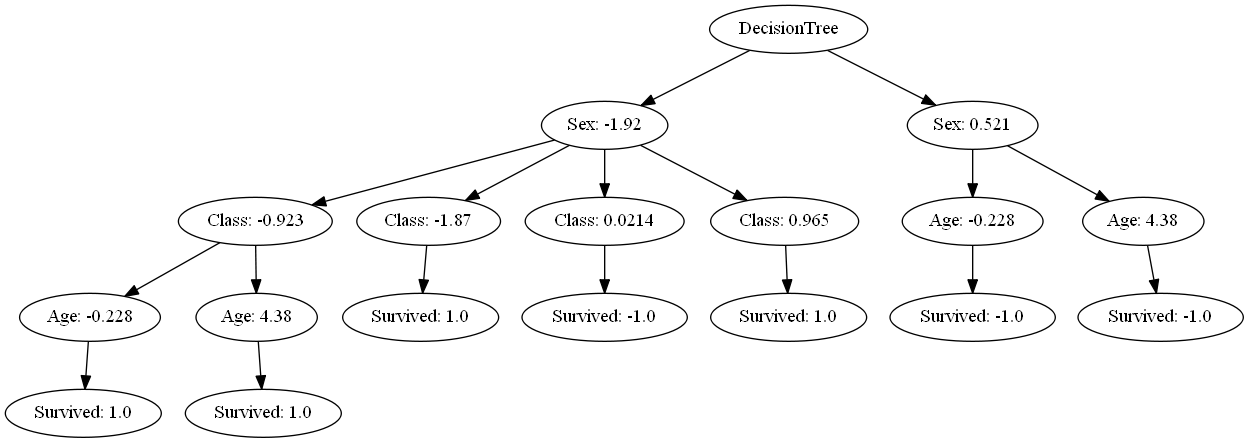 DecisionTree
Sex: -1.92
Sex: 0.521
Class: -0.923
Class: -1.87
Class: 0.0214
Class: 0.965
Age: -0.228
Age: 4.38
Age: -0.228
Age: 4.38
Survived: 1.0
Survived: -1.0
Survived: 1.0
Survived: -1.0
Survived: -1.0
Survived: 1.0
Survived: 1.0